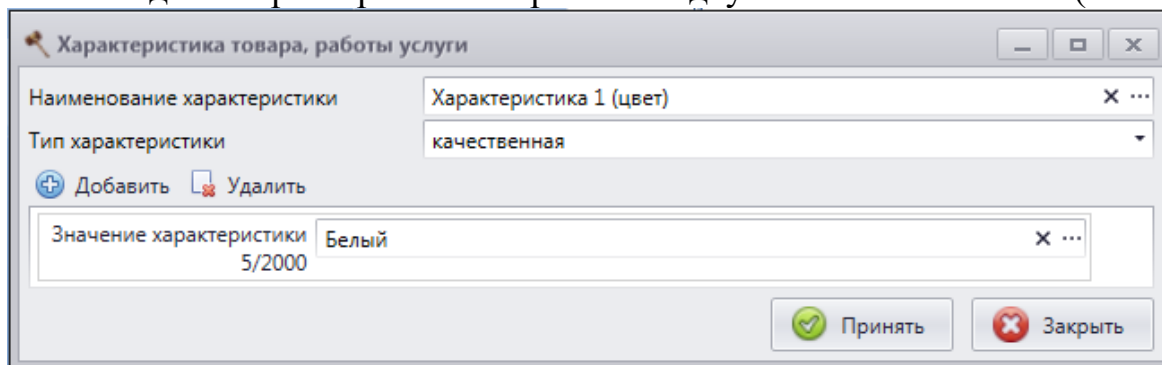 Характеристика товара, работы услуги
Наименование характеристики Характеристика 1 (цвет)
Тип характеристики качественная
Добавить Удалить
Значение характеристики Белый
5/2000
Принять Закрыть